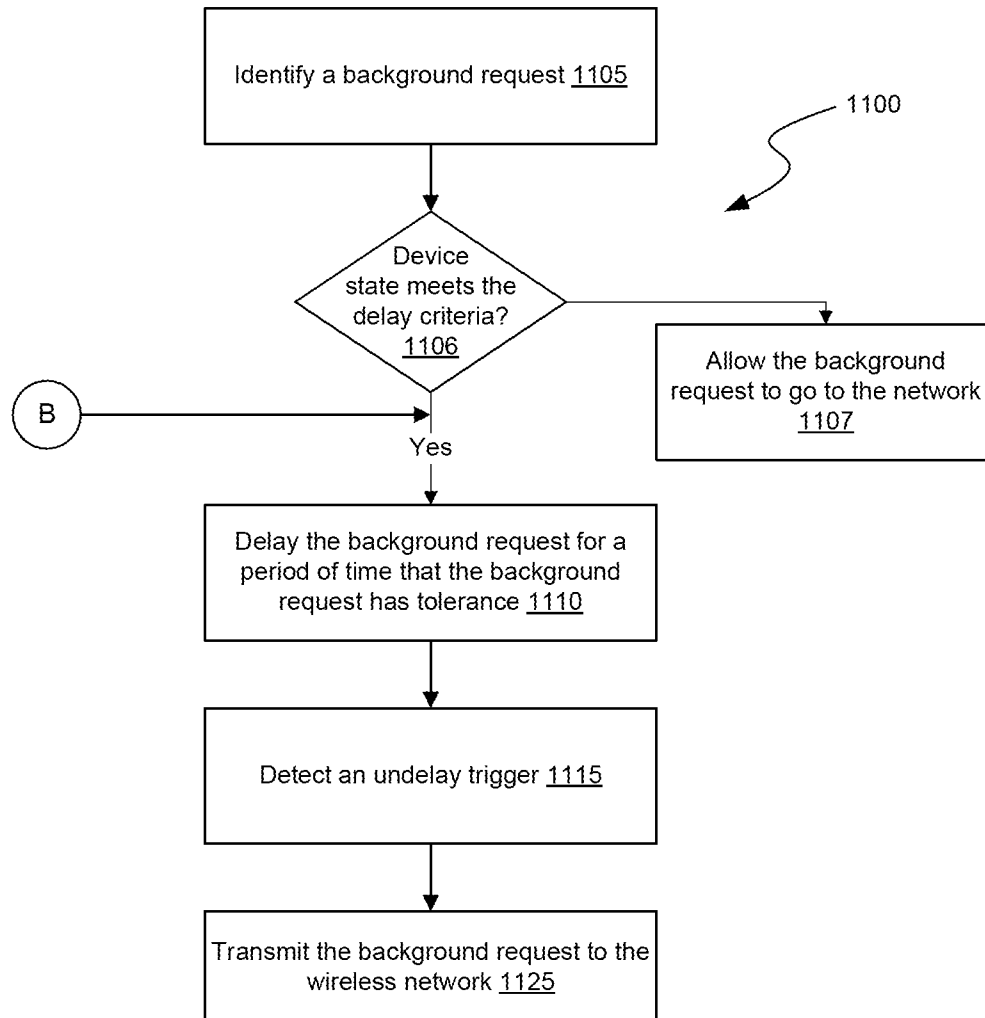 Identify a background request 1105
1100
Device
state meets the
delay criteria?
1106
Allow the background
request to go to the network
1107
B
Yes
Delay the background request for a
period of time that the background
request has tolerance 1110
Detect an undelay trigger 1115
Transmit the background request to the
wireless network 1125